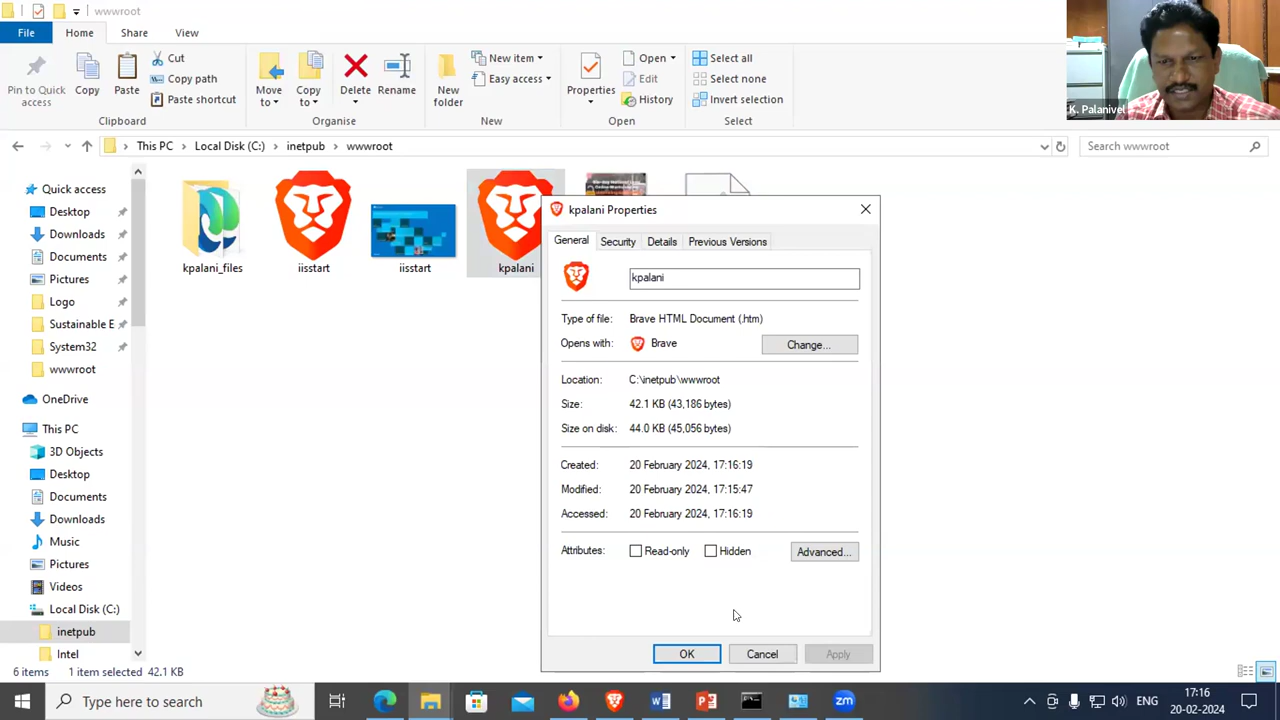 wwwroot
File
Home
Share
View
Pin to Quick access
Copy
Paste
Cut
Copy path
Paste shortcut
Clipboard
Move to
Copy to
Delete
Rename
Organise
New folder
New item
Easy access
New
Properties
Open
Edit
History
Open
Select all
Select none
Invert selection
Select
K. Palanivel
This PC
Local Disk (C:)
inetpub
wwwroot
Search wwwroot
Quick access
Desktop
Downloads
Documents
Pictures
Logo
Sustainable E
System32
wwwroot
OneDrive
This PC
3D Objects
Desktop
Documents
Downloads
Music
Pictures
Videos
Local Disk (C:)
inetpub
Intel
kpalani_files
iisstart
iisstart
kpalani
kpalani Properties
General
Security
Details
Previous Versions
kpalani
Type of file: Brave HTML Document (.htm)
Opens with: Brave
Change...
Location: C:\inetpub\wwwroot
Size: 42.1 KB (43,186 bytes)
Size on disk: 44.0 KB (45,056 bytes)
Created: 20 February 2024, 17:16:19
Modified: 20 February 2024, 17:15:47
Accessed: 20 February 2024, 17:16:19
Attributes: Read-only Hidden Advanced...
OK
Cancel
Apply
6 items 1 item selected 42.1 KB
Type here to search
zm
ENG
17:16
20-02-2024